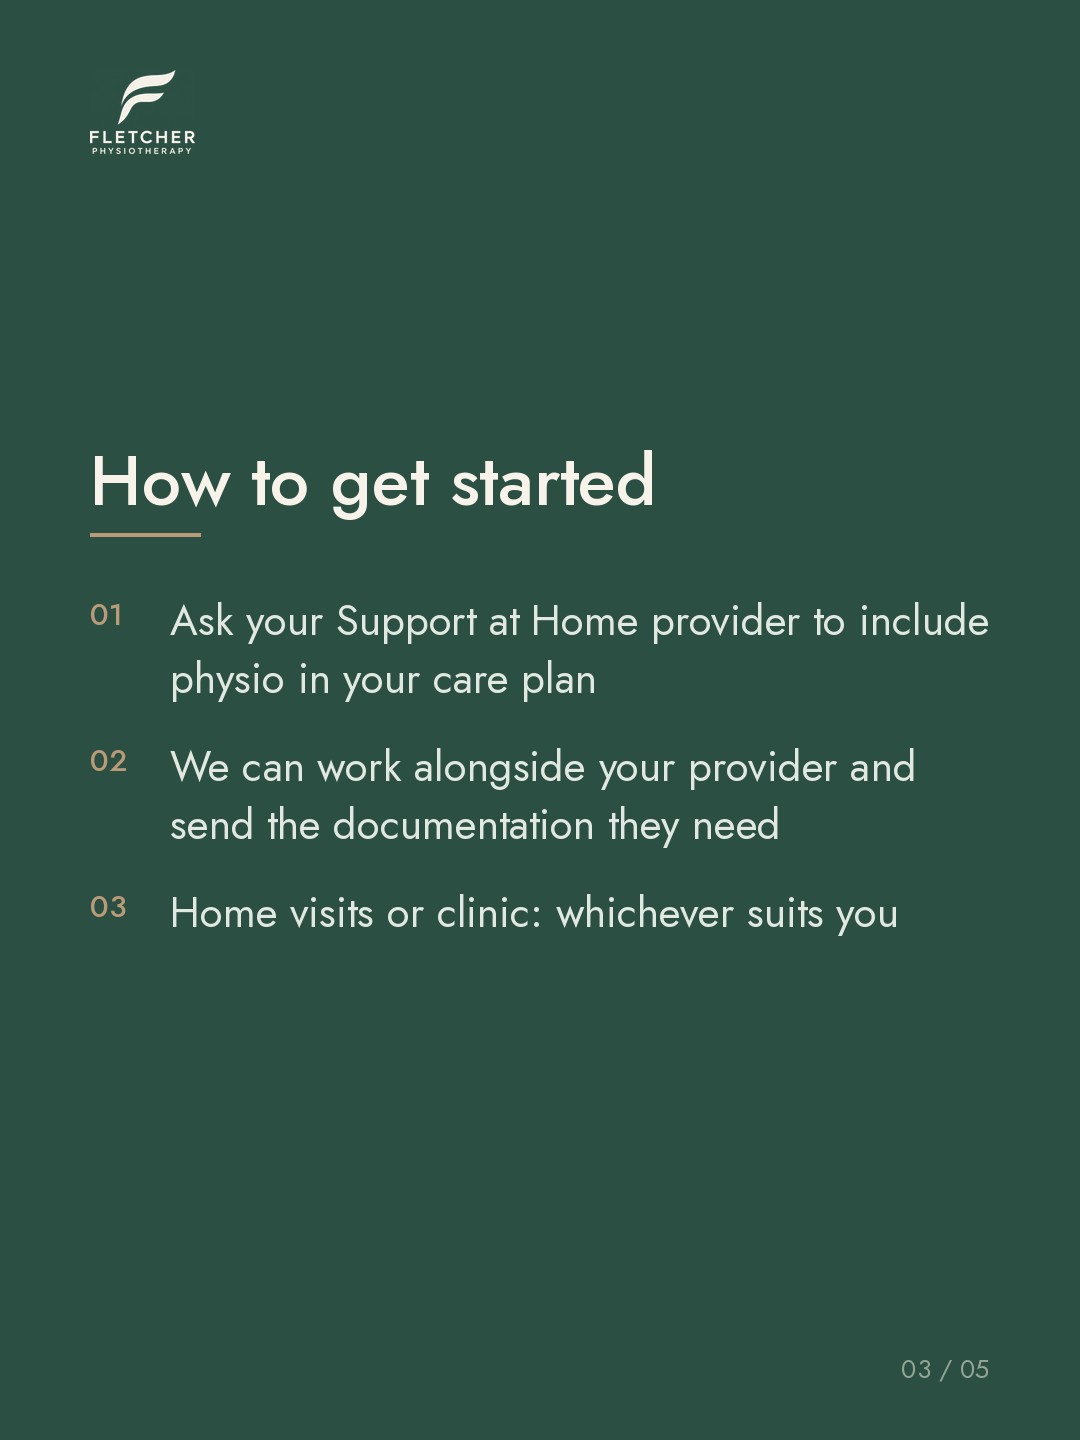 FLETCHER
PHYSIOTHERAPY
How to get started
01 Ask your Support at Home provider to include
physio in your care plan
02 We can work alongside your provider and
send the documentation they need
03 Home visits or clinic: whichever suits you
03 / 05